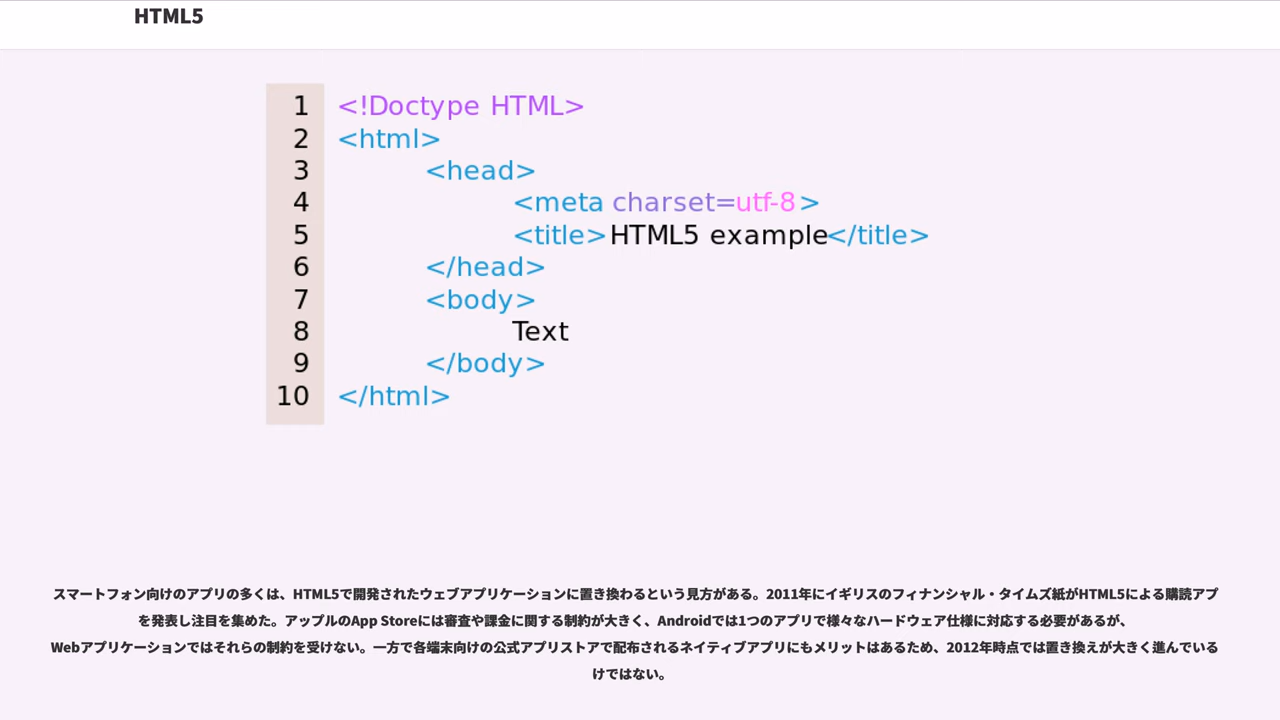 HTML5
1 <!Doctype HTML>
2 <html>
3 <head>
4 <meta charset=utf-8>
5 <title>HTML5 example</title>
6 </head>
7 <body>
8 Text
9 </body>
10 </html>
スマートフォン向けのアプリの多くは、HTML5で開発されたウェブアプリケーションに置き換わるという見方がある。2011年にイギリスのフィナンシャル・タイムズ紙がHTML5による購読アプ
を発表し注目を集めた。アップルのApp Storeには審査や課金に関する制約が大きく、Androidでは1つのアプリで様々なハードウェア仕様に対応する必要があるが、
Webアプリケーションではそれらの制約を受けない。一方で各端末向けの公式アプリストアで配布されるネイティブアプリにもメリットはあるため、2012年時点では置き換えが大きく進んでいる
けではない。